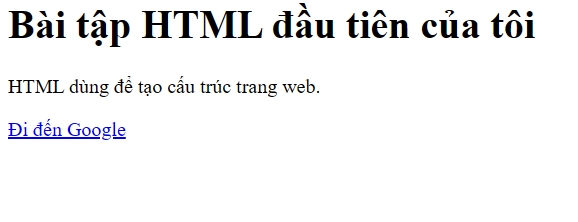 Bài tập HTML đầu tiên của tôi
HTML dùng để tạo cấu trúc trang web.
Đi đến Google